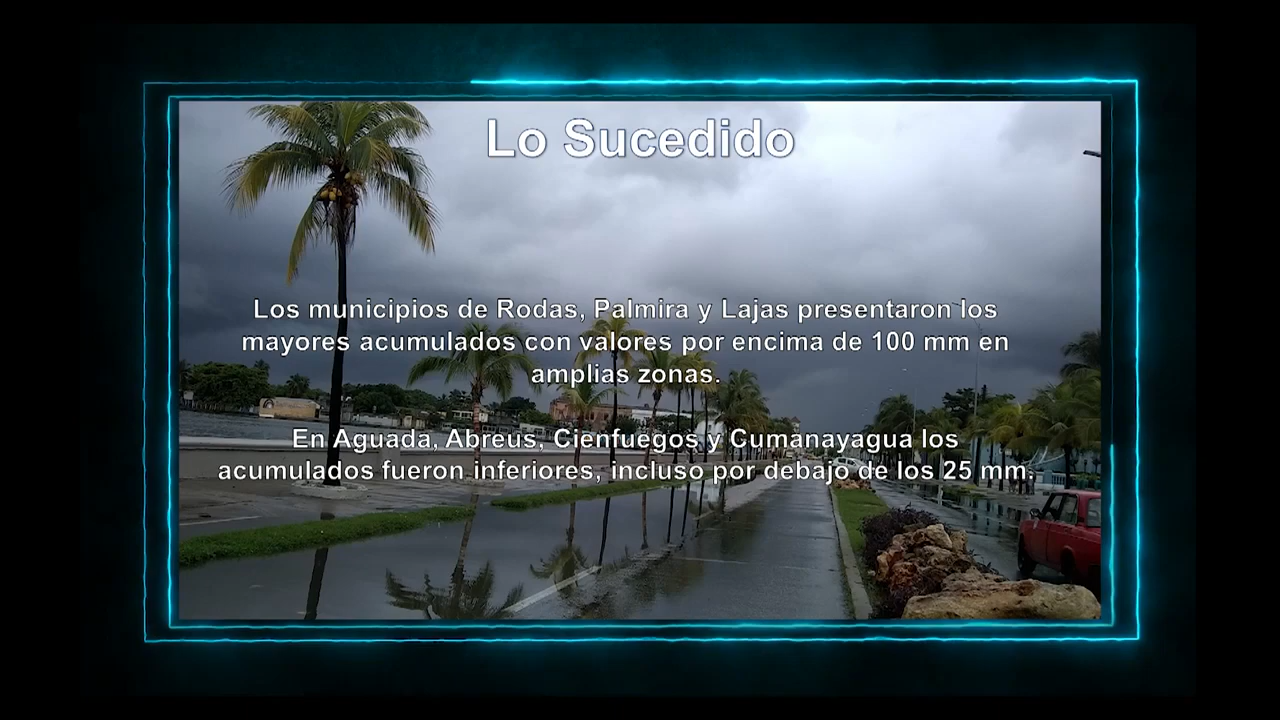 Lo Sucedido
Los municipios de Rodas, Palmira y Lajas presentaron los
mayores acumulados con valores por encima de 100 mm en
amplias zonas.
En Aguada, Abreus, Cienfuegos y Cumanayagua los
acumulados fueron inferiores, incluso por debajo de los 25 mm.